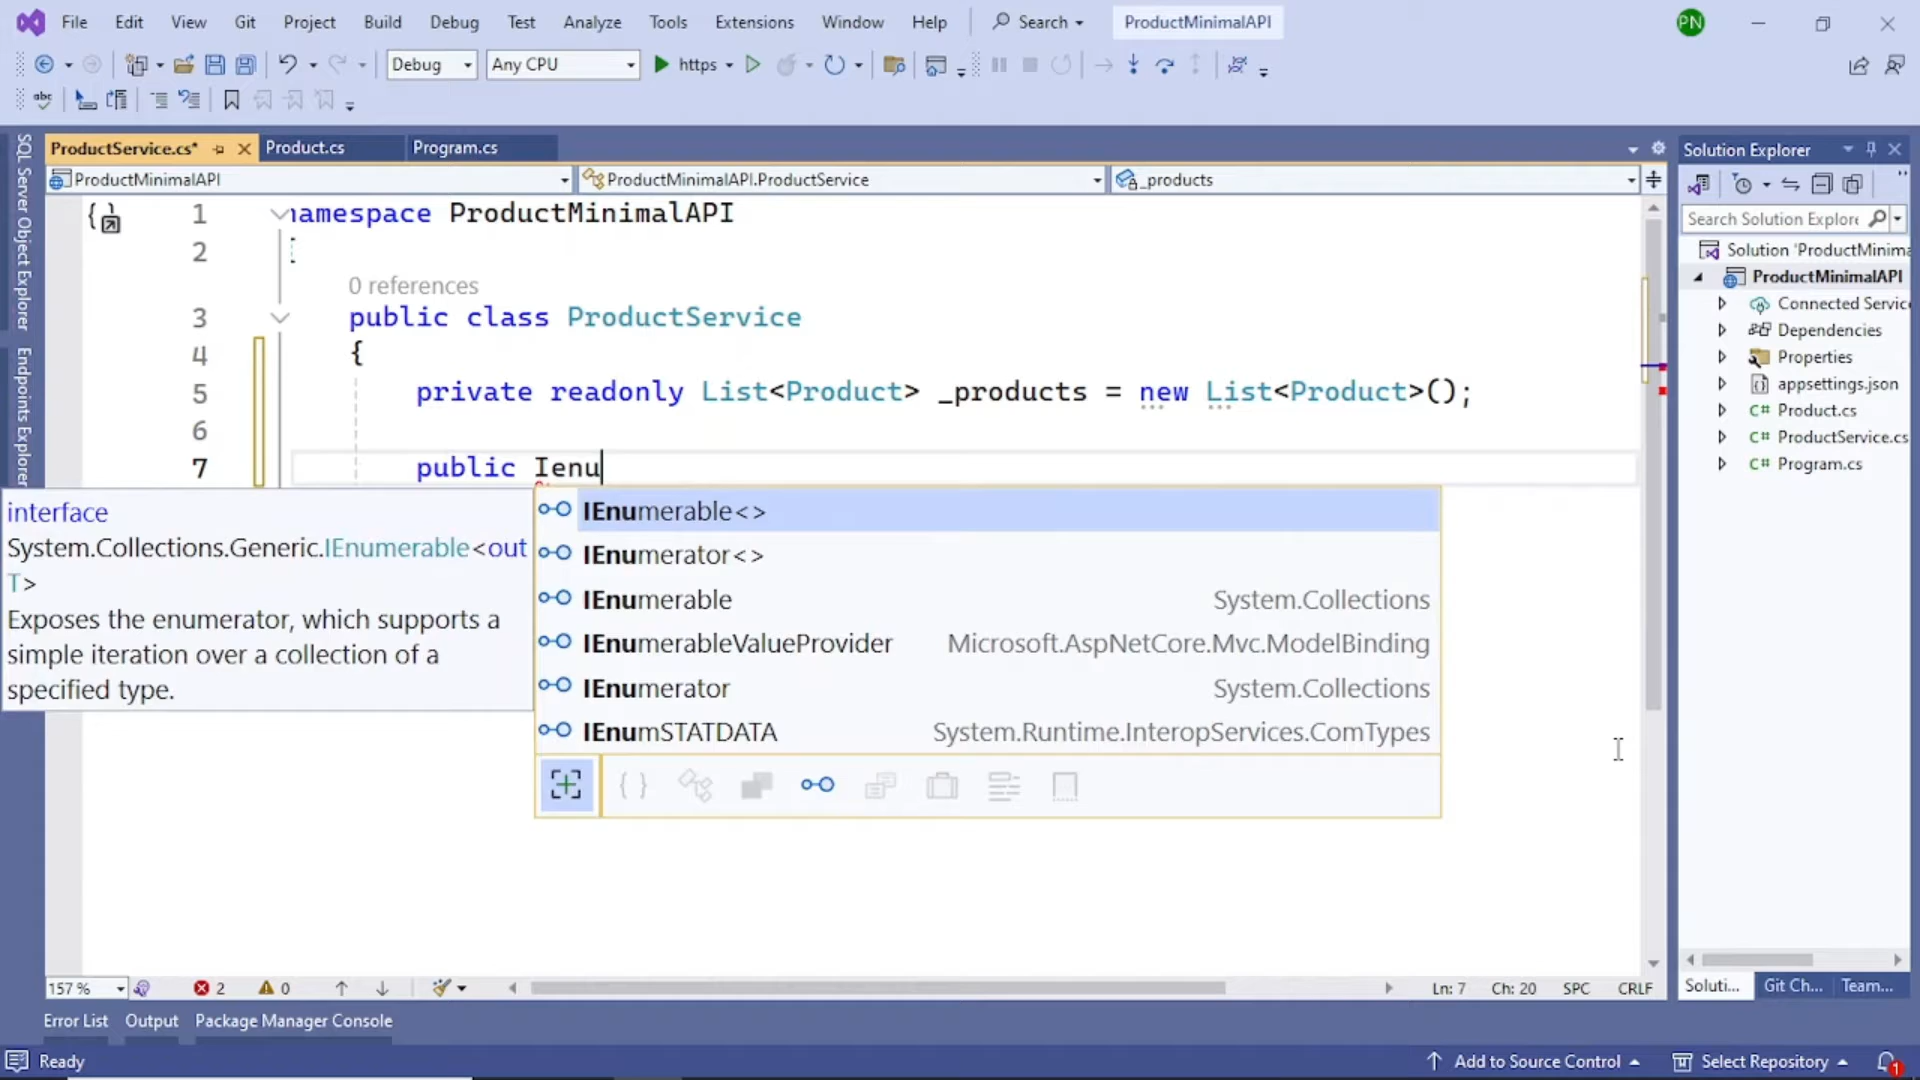 File Edit View Git Project Build Debug Test Analyze Tools Extensions Window Help Search ProductMinimalAPI PN
Debug Any CPU https
abc
SQL Server Object Explorer
Endpoints Explorer
ProductService.cs* Product.cs Program.cs
ProductMinimalAPI ProductMinimalAPI.ProductService _products
1 namespace ProductMinimalAPI
2 {
0 references
3 public class ProductService
4 {
5 private readonly List<Product> _products = new List<Product>();
6
7 public Ienu
interface
System.Collections.Generic.IEnumerable<out
T>
Exposes the enumerator, which supports a
simple iteration over a collection of a
specified type.
IEnumerable<>
IEnumerator<>
IEnumerable System.Collections
IEnumerableValueProvider Microsoft.AspNetCore.Mvc.ModelBinding
IEnumerator System.Collections
IEnumSTATDATA System.Runtime.InteropServices.ComTypes
Solution Explorer
Search Solution Explore
Solution 'ProductMinima
ProductMinimalAPI
Connected Servic
Dependencies
Properties
appsettings.json
C# Product.cs
C# ProductService.cs
C# Program.cs
Soluti... Git Ch... Team...
157 % 2 0 Ln: 7 Ch: 20 SPC CRLF
Error List Output Package Manager Console
Ready Add to Source Control Select Repository 1